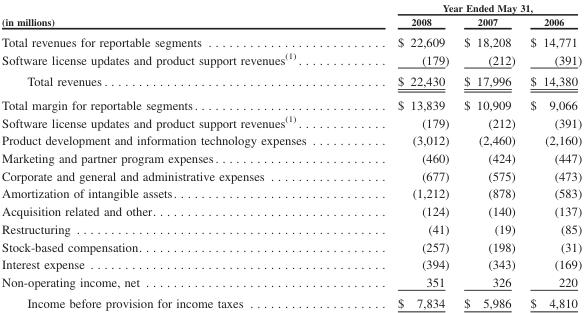 Year Ended May 31,
(in millions) 2008 2007 2006
Total revenues for reportable segments . . . . . . . . . . . . . . . . . . . . . . . . . . $ 22,609 $ 18,208 $ 14,771
Software license updates and product support revenues(1) . . . . . . . . . . . . . (179) (212) (391)
Total revenues . . . . . . . . . . . . . . . . . . . . . . . . . . . . . . . . . . . . . . . . . $ 22,430 $ 17,996 $ 14,380
Total margin for reportable segments . . . . . . . . . . . . . . . . . . . . . . . . . . . . $ 13,839 $ 10,909 $ 9,066
Software license updates and product support revenues(1) . . . . . . . . . . . . . (179) (212) (391)
Product development and information technology expenses . . . . . . . . . . . (3,012) (2,460) (2,160)
Marketing and partner program expenses . . . . . . . . . . . . . . . . . . . . . . . . . (460) (424) (447)
Corporate and general and administrative expenses . . . . . . . . . . . . . . . . . (677) (575) (473)
Amortization of intangible assets . . . . . . . . . . . . . . . . . . . . . . . . . . . . . . . (1,212) (878) (583)
Acquisition related and other . . . . . . . . . . . . . . . . . . . . . . . . . . . . . . . . . . (124) (140) (137)
Restructuring . . . . . . . . . . . . . . . . . . . . . . . . . . . . . . . . . . . . . . . . . . . . . (41) (19) (85)
Stock-based compensation . . . . . . . . . . . . . . . . . . . . . . . . . . . . . . . . . . . . (257) (198) (31)
Interest expense . . . . . . . . . . . . . . . . . . . . . . . . . . . . . . . . . . . . . . . . . . . (394) (343) (169)
Non-operating income, net . . . . . . . . . . . . . . . . . . . . . . . . . . . . . . . . . . . 351 326 220
Income before provision for income taxes . . . . . . . . . . . . . . . . . . . . $ 7,834 $ 5,986 $ 4,810